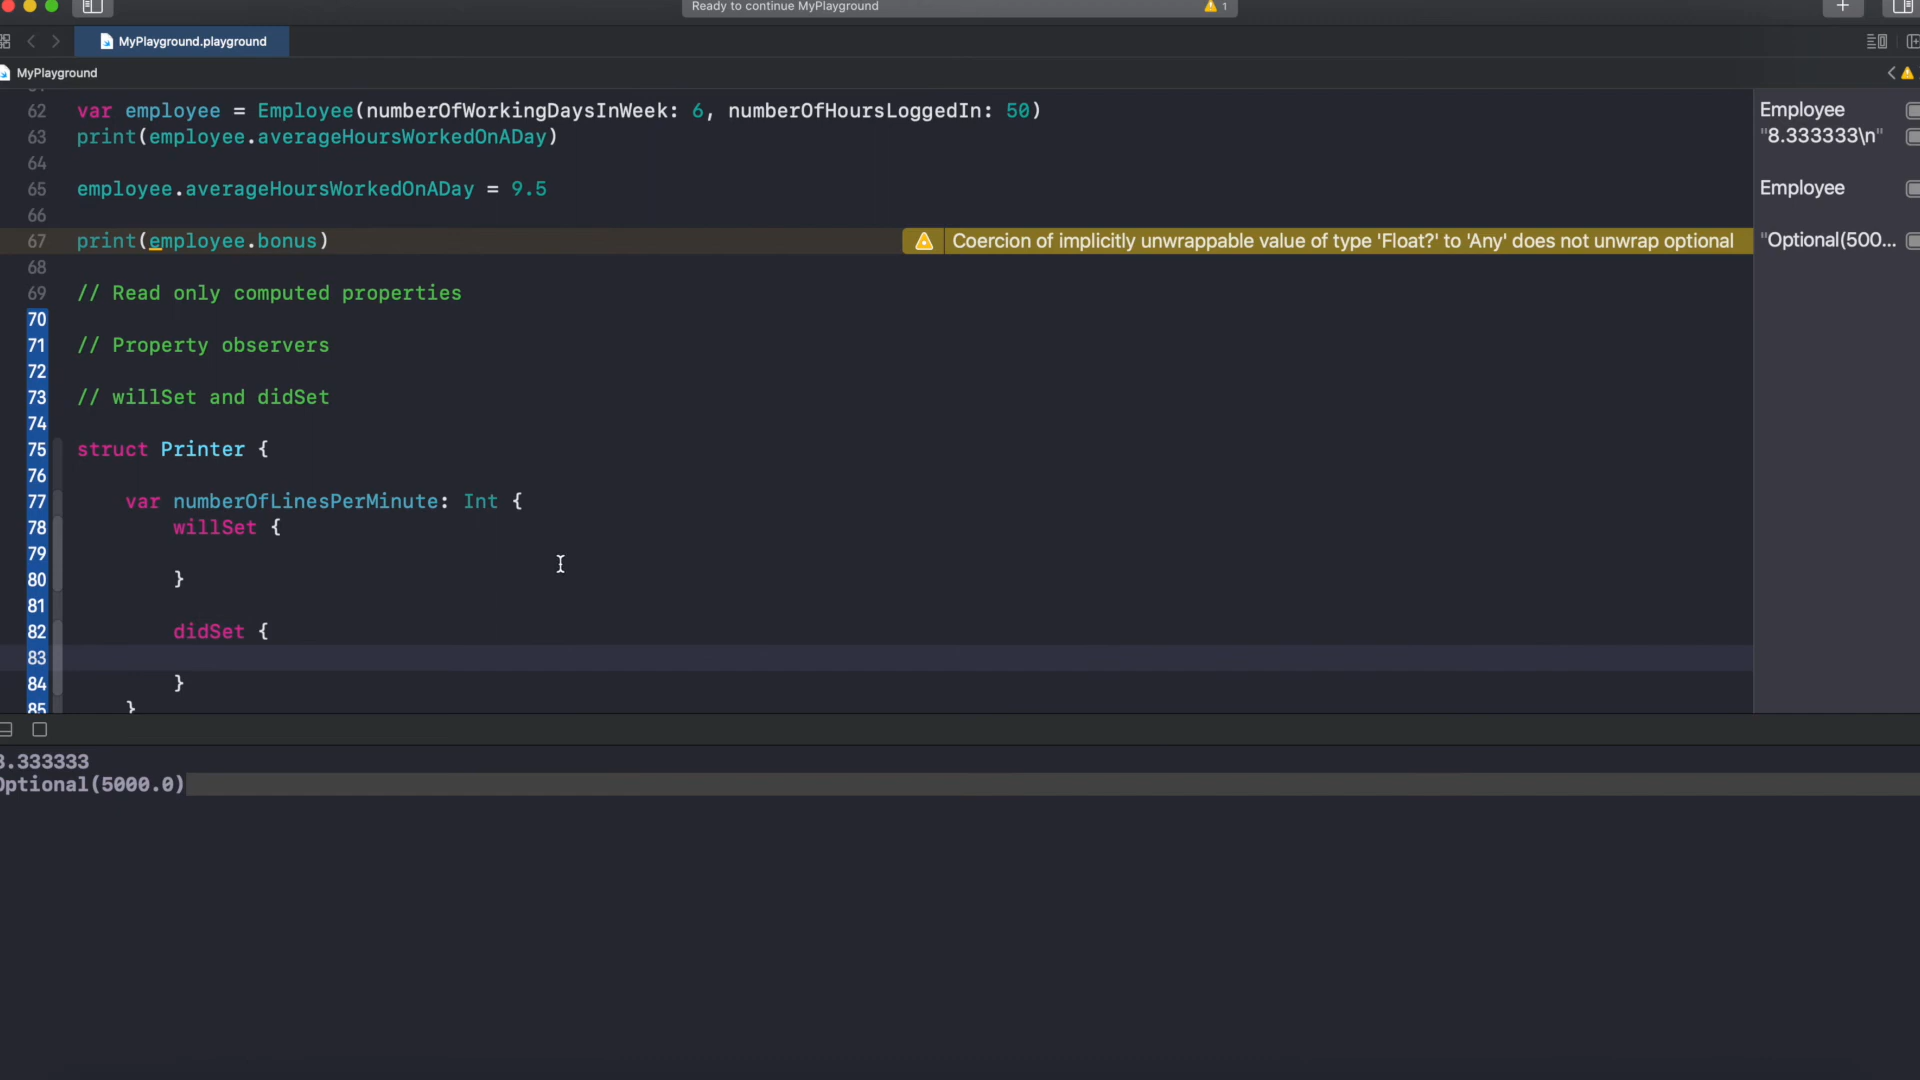 Ready to continue MyPlayground
1
MyPlayground.playground
MyPlayground
62 var employee = Employee(numberOfWorkingDaysInWeek: 6, numberOfHoursLoggedIn: 50)
Employee
63 print(employee.averageHoursWorkedOnADay)
"8.333333\n"
64
65 employee.averageHoursWorkedOnADay = 9.5
Employee
66
67 print(employee.bonus)
Coercion of implicitly unwrappable value of type 'Float?' to 'Any' does not unwrap optional
"Optional(500...
68
69 // Read only computed properties
70
71 // Property observers
72
73 // willSet and didSet
74
75 struct Printer {
76
77 var numberOfLinesPerMinute: Int {
78 willSet {
79
80 }
81
82 didSet {
83
84 }
85 }
8.333333
Optional(5000.0)